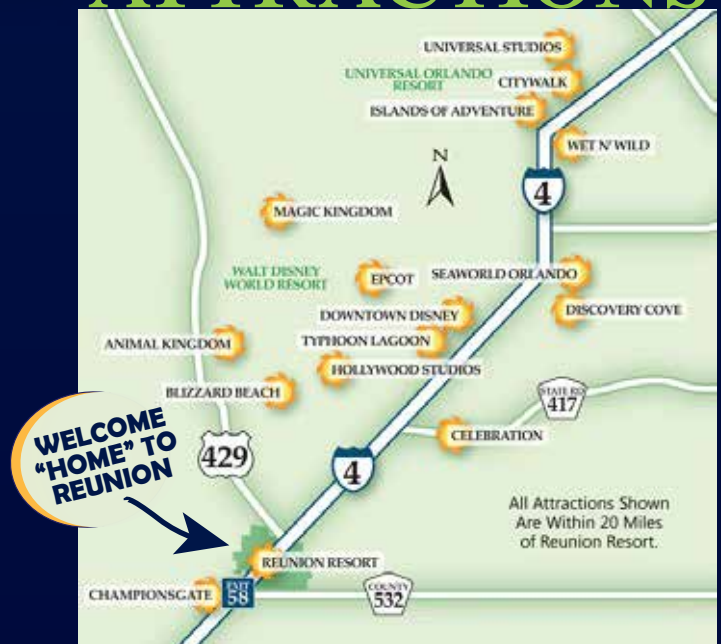 ATTRACTIONS
UNIVERSAL STUDIOS
UNIVERSAL ORLANDO
RESORT
CITYWALK
ISLANDS OF ADVENTURE
WET N' WILD
N
4
MAGIC KINGDOM
WALT DISNEY
WORLD RESORT
EPCOT
SEAWORLD ORLANDO
DOWNTOWN DISNEY
DISCOVERY COVE
ANIMAL KINGDOM
TYPHOON LAGOON
HOLLYWOOD STUDIOS
BLIZZARD BEACH
STATE RD
417
WELCOME
"HOME" TO
REUNION
429
4
CELEBRATION
All Attractions Shown
Are Within 20 Miles
of Reunion Resort.
REUNION RESORT
CHAMPIONSGATE
EXIT
58
COUNTY
532